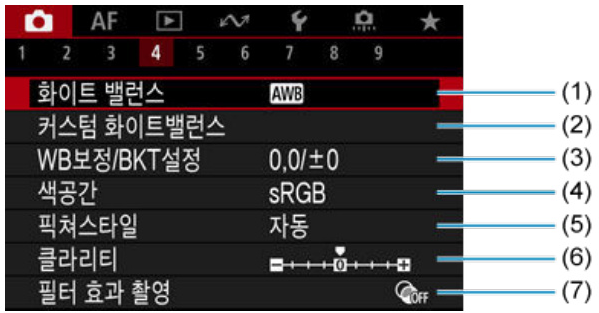 AF
1 2 3 4 5 6 7 8 9
화이트 밸런스 AWB (1)
커스텀 화이트밸런스 (2)
WB보정/BKT설정 0,0/±0 (3)
색공간 sRGB (4)
픽쳐스타일 자동 (5)
클라리티 0 (6)
필터 효과 촬영 OFF (7)